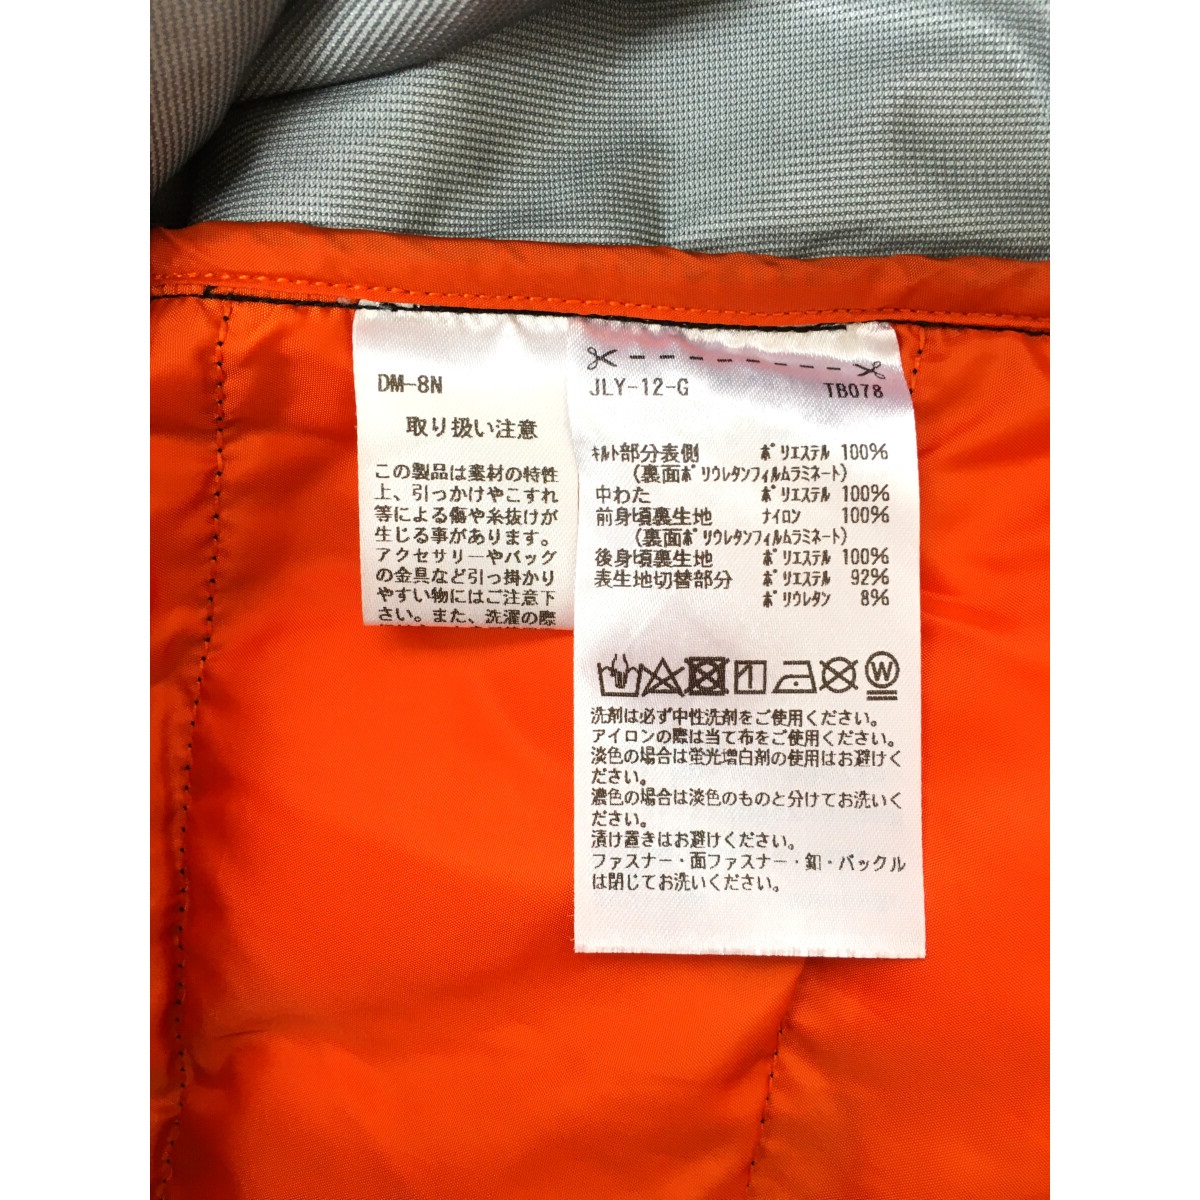 DM-8N
取り扱い注意
この製品は素材の特性
上、引っかけやこすれ
等による傷や糸抜けが
生じる事があります。
アクセサリーやバッグ
の金具など引っ掛かり
やすい物にはご注意下
さい。また、洗濯の際
JLY-12-G TB078
ｷﾙﾄ部分表側 ﾎﾟﾘｴｽﾃﾙ 100%
(裏面ﾎﾟﾘｳﾚﾀﾝﾌｨﾙﾑﾗﾐﾈｰﾄ)
中わた ﾎﾟﾘｴｽﾃﾙ 100%
前身頃裏生地 ﾅｲﾛﾝ 100%
(裏面ﾎﾟﾘｳﾚﾀﾝﾌｨﾙﾑﾗﾐﾈｰﾄ)
後身頃裏生地 ﾎﾟﾘｴｽﾃﾙ 100%
表生地切替部分 ﾎﾟﾘｴｽﾃﾙ 92%
ﾎﾟﾘｳﾚﾀﾝ 8%
W
洗剤は必ず中性洗剤をご使用ください。
アイロンの際は当て布をご使用ください。
淡色の場合は蛍光増白剤の使用はお避けく
ださい。
濃色の場合は淡色のものと分けてお洗いく
ださい。
漬け置きはお避けください。
ファスナー・面ファスナー・釦・バックル
は閉じてお洗いください。